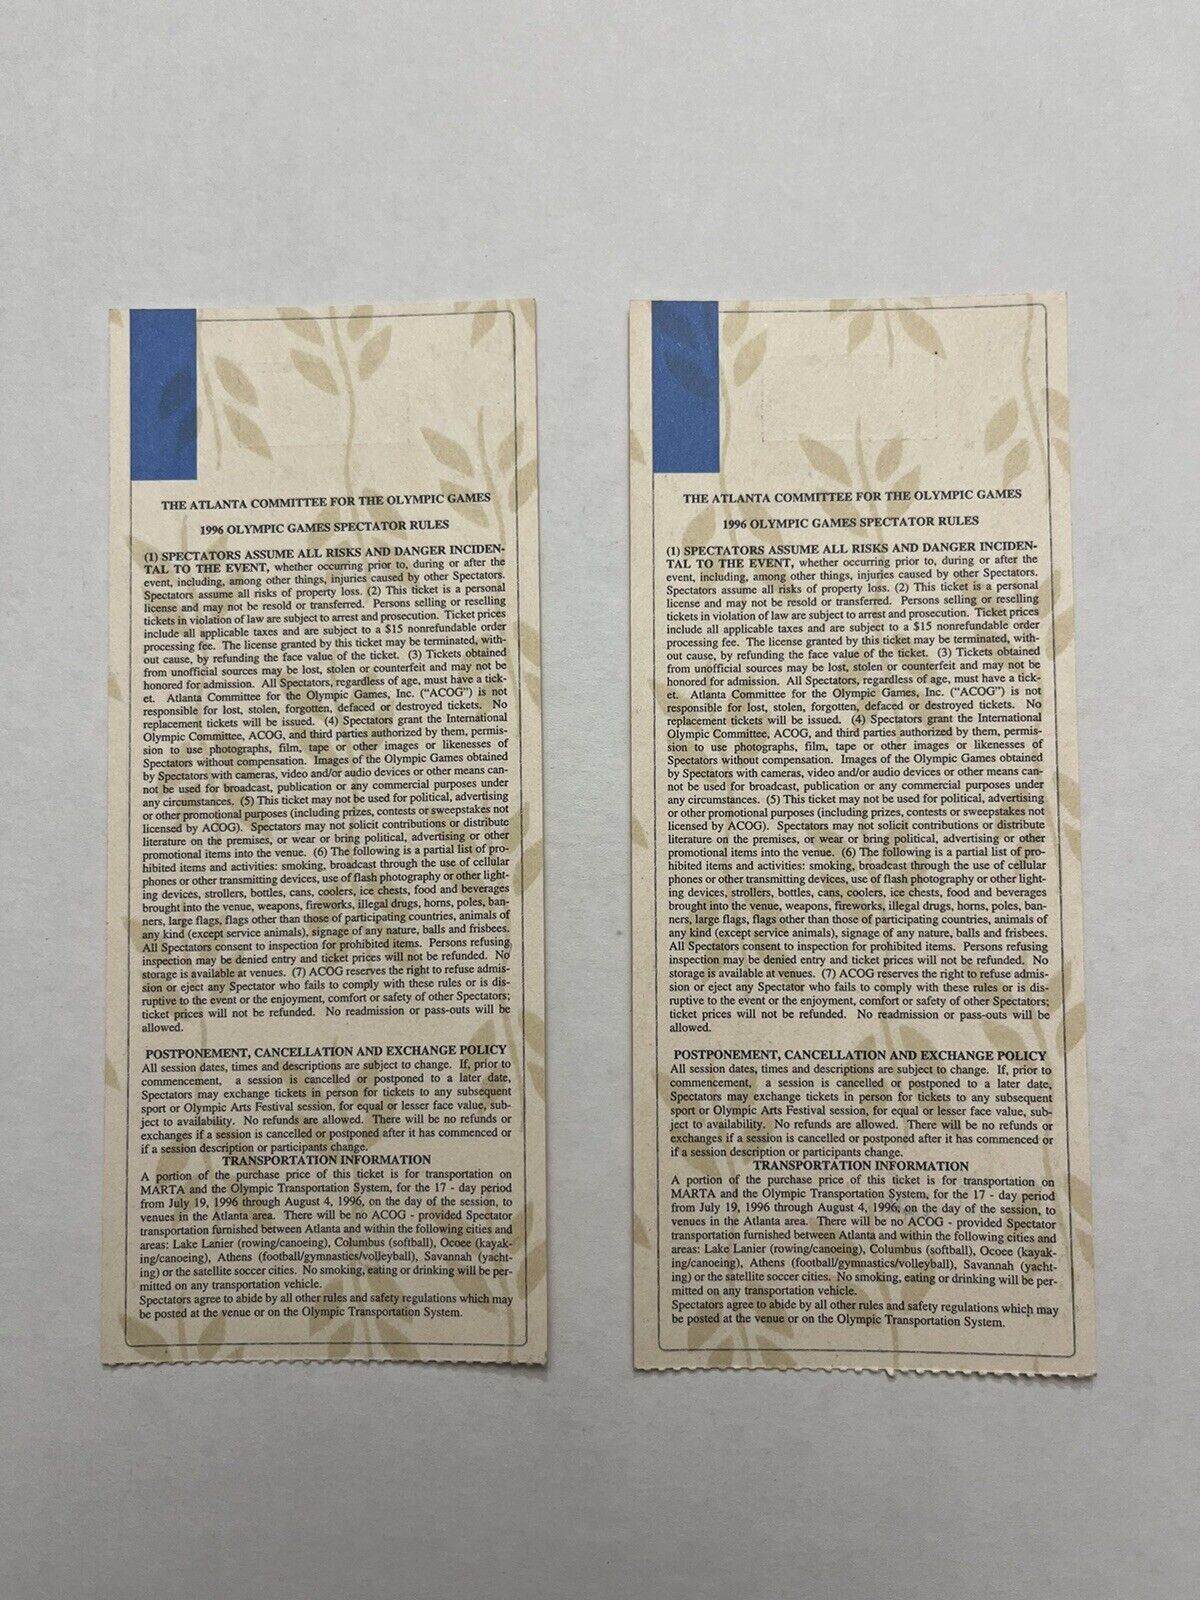 THE ATLANTA COMMITTEE FOR THE OLYMPIC GAMES
1996 OLYMPIC GAMES SPECTATOR RULES
(1) SPECTATORS ASSUME ALL RISKS AND DANGER INCIDEN-
TAL TO THE EVENT, whether occurring prior to, during or after the
event, including, among other things, injuries caused by other Spectators.
Spectators assume all risks of property loss. (2) This ticket is a personal
license and may not be resold or transferred. Persons selling or reselling
tickets in violation of law are subject to arrest and prosecution. Ticket prices
include all applicable taxes and are subject to a $15 nonrefundable order
processing fee. The license granted by this ticket may be terminated, with-
out cause, by refunding the face value of the ticket. (3) Tickets obtained
from unofficial sources may be lost, stolen or counterfeit and may not be
honored for admission. All Spectators, regardless of age, must have a tick-
et. Atlanta Committee for the Olympic Games, Inc. ("ACOG") is not
responsible for lost, stolen, forgotten, defaced or destroyed tickets. No
replacement tickets will be issued. (4) Spectators grant the International
Olympic Committee, ACOG, and third parties authorized by them, permis-
sion to use photographs, film, tape or other images or likenesses of
Spectators without compensation. Images of the Olympic Games obtained
by Spectators with cameras, video and/or audio devices or other means can-
not be used for broadcast, publication or any commercial purposes under
any circumstances. (5) This ticket may not be used for political, advertising
or other promotional purposes (including prizes, contests or sweepstakes not
licensed by ACOG). Spectators may not solicit contributions or distribute
literature on the premises, or wear or bring political, advertising or other
promotional items into the venue. (6) The following is a partial list of pro-
hibited items and activities: smoking, broadcast through the use of cellular
phones or other transmitting devices, use of flash photography or other light-
ing devices, strollers, bottles, cans, coolers, ice chests, food and beverages
brought into the venue, weapons, fireworks, illegal drugs, horns, poles, ban-
ners, large flags, flags other than those of participating countries, animals of
any kind (except service animals), signage of any nature, balls and frisbees.
All Spectators consent to inspection for prohibited items. Persons refusing
inspection may be denied entry and ticket prices will not be refunded. No
storage is available at venues. (7) ACOG reserves the right to refuse admis-
sion or eject any Spectator who fails to comply with these rules or is dis-
ruptive to the event or the enjoyment, comfort or safety of other Spectators;
ticket prices will not be refunded. No readmission or pass-outs will be
allowed.
POSTPONEMENT, CANCELLATION AND EXCHANGE POLICY
All session dates, times and descriptions are subject to change. If, prior to
commencement, a session is cancelled or postponed to a later date,
Spectators may exchange tickets in person for tickets to any subsequent
sport or Olympic Arts Festival session, for equal or lesser face value, sub-
ject to availability. No refunds are allowed. There will be no refunds or
exchanges if a session is cancelled or postponed after it has commenced or
if a session description or participants change.
TRANSPORTATION INFORMATION
A portion of the purchase price of this ticket is for transportation on
MARTA and the Olympic Transportation System, for the 17 - day period
from July 19, 1996 through August 4, 1996, on the day of the session, to
venues in the Atlanta area. There will be no ACOG - provided Spectator
transportation furnished between Atlanta and within the following cities and
areas: Lake Lanier (rowing/canoeing), Columbus (softball), Ocoee (kayak-
ing/canoeing), Athens (football/gymnastics/volleyball), Savannah (yacht-
ing) or the satellite soccer cities. No smoking, eating or drinking will be per-
mitted on any transportation vehicle.
Spectators agree to abide by all other rules and safety regulations which may
be posted at the venue or on the Olympic Transportation System.
THE ATLANTA COMMITTEE FOR THE OLYMPIC GAMES
1996 OLYMPIC GAMES SPECTATOR RULES
(1) SPECTATORS ASSUME ALL RISKS AND DANGER INCIDEN-
TAL TO THE EVENT, whether occurring prior to, during or after the
event, including, among other things, injuries caused by other Spectators.
Spectators assume all risks of property loss. (2) This ticket is a personal
license and may not be resold or transferred. Persons selling or reselling
tickets in violation of law are subject to arrest and prosecution. Ticket prices
include all applicable taxes and are subject to a $15 nonrefundable order
processing fee. The license granted by this ticket may be terminated, with-
out cause, by refunding the face value of the ticket. (3) Tickets obtained
from unofficial sources may be lost, stolen or counterfeit and may not be
honored for admission. All Spectators, regardless of age, must have a tick-
et. Atlanta Committee for the Olympic Games, Inc. ("ACOG") is not
responsible for lost, stolen, forgotten, defaced or destroyed tickets. No
replacement tickets will be issued. (4) Spectators grant the International
Olympic Committee, ACOG, and third parties authorized by them, permis-
sion to use photographs, film, tape or other images or likenesses of
Spectators without compensation. Images of the Olympic Games obtained
by Spectators with cameras, video and/or audio devices or other means can-
not be used for broadcast, publication or any commercial purposes under
any circumstances. (5) This ticket may not be used for political, advertising
or other promotional purposes (including prizes, contests or sweepstakes not
licensed by ACOG). Spectators may not solicit contributions or distribute
literature on the premises, or wear or bring political, advertising or other
promotional items into the venue. (6) The following is a partial list of pro-
hibited items and activities: smoking, broadcast through the use of cellular
phones or other transmitting devices, use of flash photography or other light-
ing devices, strollers, bottles, cans, coolers, ice chests, food and beverages
brought into the venue, weapons, fireworks, illegal drugs, horns, poles, ban-
ners, large flags, flags other than those of participating countries, animals of
any kind (except service animals), signage of any nature, balls and frisbees.
All Spectators consent to inspection for prohibited items. Persons refusing
inspection may be denied entry and ticket prices will not be refunded. No
storage is available at venues. (7) ACOG reserves the right to refuse admis-
sion or eject any Spectator who fails to comply with these rules or is dis-
ruptive to the event or the enjoyment, comfort or safety of other Spectators;
ticket prices will not be refunded. No readmission or pass-outs will be
allowed.
POSTPONEMENT, CANCELLATION AND EXCHANGE POLICY
All session dates, times and descriptions are subject to change. If, prior to
commencement, a session is cancelled or postponed to a later date,
Spectators may exchange tickets in person for tickets to any subsequent
sport or Olympic Arts Festival session, for equal or lesser face value, sub-
ject to availability. No refunds are allowed. There will be no refunds or
exchanges if a session is cancelled or postponed after it has commenced or
if a session description or participants change.
TRANSPORTATION INFORMATION
A portion of the purchase price of this ticket is for transportation on
MARTA and the Olympic Transportation System, for the 17 - day period
from July 19, 1996 through August 4, 1996, on the day of the session, to
venues in the Atlanta area. There will be no ACOG - provided Spectator
transportation furnished between Atlanta and within the following cities and
areas: Lake Lanier (rowing/canoeing), Columbus (softball), Ocoee (kayak-
ing/canoeing), Athens (football/gymnastics/volleyball), Savannah (yacht-
ing) or the satellite soccer cities. No smoking, eating or drinking will be per-
mitted on any transportation vehicle.
Spectators agree to abide by all other rules and safety regulations which may
be posted at the venue or on the Olympic Transportation System.